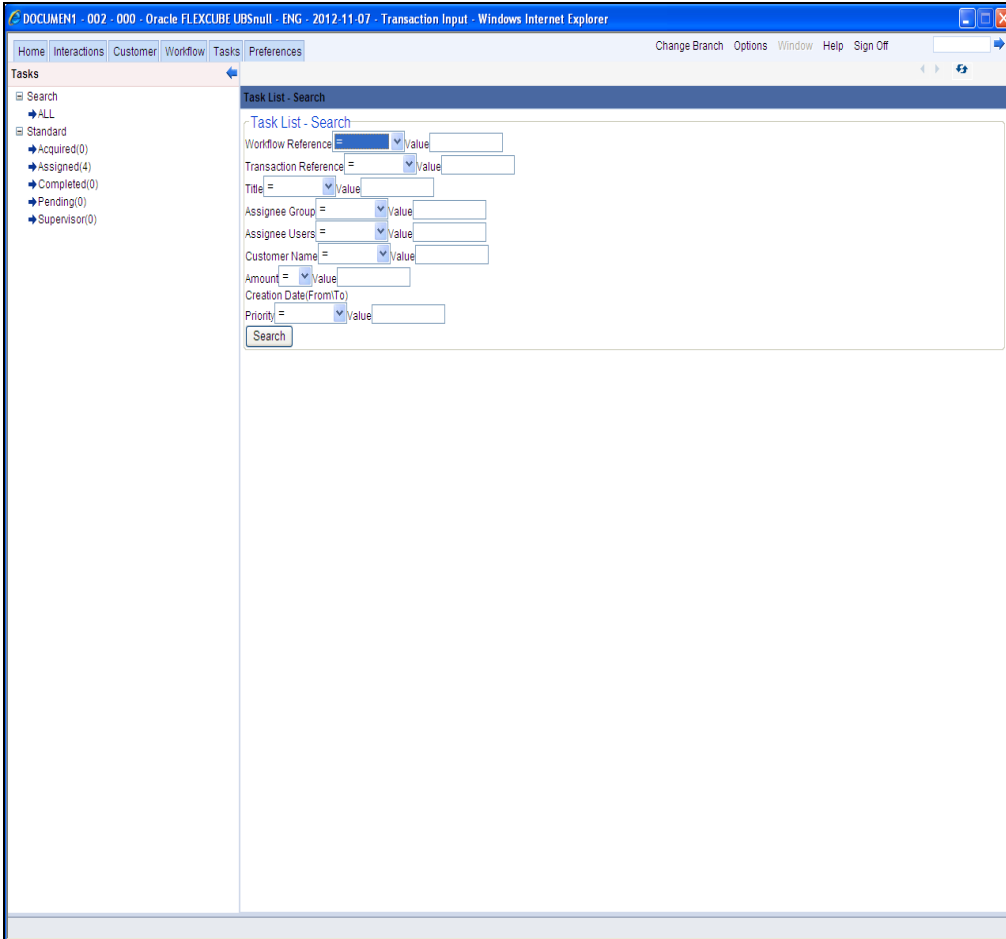 DOCUMEN1 - 002 - 000 - Oracle FLEXCUBE UBSnull - ENG - 2012-11-07 - Transaction Input - Windows Internet Explorer
Home Interactions Customer Workflow Tasks Preferences Change Branch Options Window Help Sign Off
Tasks
Search
ALL
Standard
Acquired(0)
Assigned(4)
Completed(0)
Pending(0)
Supervisor(0)
Task List - Search
Task List - Search
Workflow Reference = Value
Transaction Reference = Value
Title = Value
Assignee Group = Value
Assignee Users = Value
Customer Name = Value
Amount = Value
Creation Date(From\To)
Priority = Value
Search